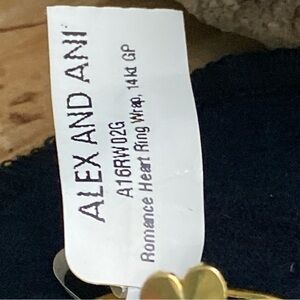 ALEX AND ANI
A16RW02G
Romance Heart Ring Wrap, 14kt GP